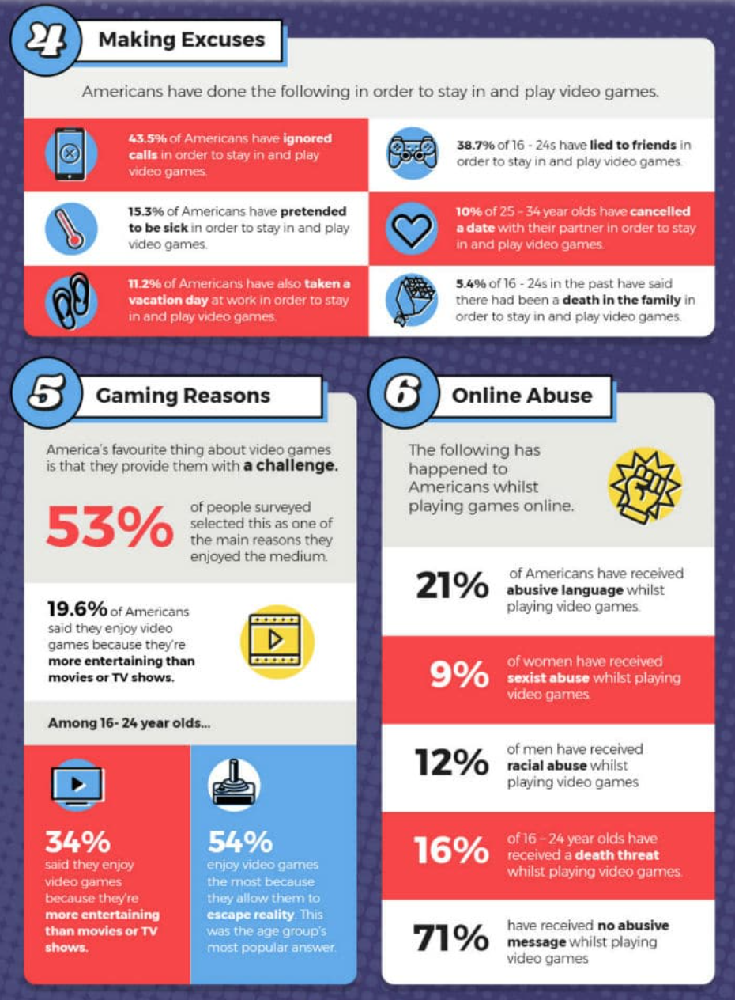 4
Making Excuses
Americans have done the following in order to stay in and play video games.
43.5% of Americans have ignored
calls in order to stay in and play
video games.
38.7% of 16 - 24s have lied to friends in
order to stay in and play video games.
15.3% of Americans have pretended
to be sick in order to stay in and play
video games.
10% of 25 - 34 year olds have cancelled
a date with their partner in order to stay
in and play video games.
11.2% of Americans have also taken a
vacation day at work in order to stay
in and play video games.
5.4% of 16 - 24s in the past have said
there had been a death in the family in
order to stay in and play video games.
5
Gaming Reasons
America's favourite thing about video games
is that they provide them with a challenge.
53%
of people surveyed
selected this as one of
the main reasons they
enjoyed the medium.
19.6% of Americans
said they enjoy video
games because they're
more entertaining than
movies or TV shows.
Among 16- 24 year olds...
34%
said they enjoy
video games
because they're
more entertaining
than movies or TV
shows.
54%
enjoy video games
the most because
they allow them to
escape reality. This
was the age group's
most popular answer.
6
Online Abuse
The following has
happened to
Americans whilst
playing games online.
21%
of Americans have received
abusive language whilst
playing video games.
9%
of women have received
sexist abuse whilst playing
video games.
12%
of men have received
racial abuse whilst
playing video games
16%
of 16 – 24 year olds have
received a death threat
whilst playing video games.
71%
have received no abusive
message whilst playing
video games